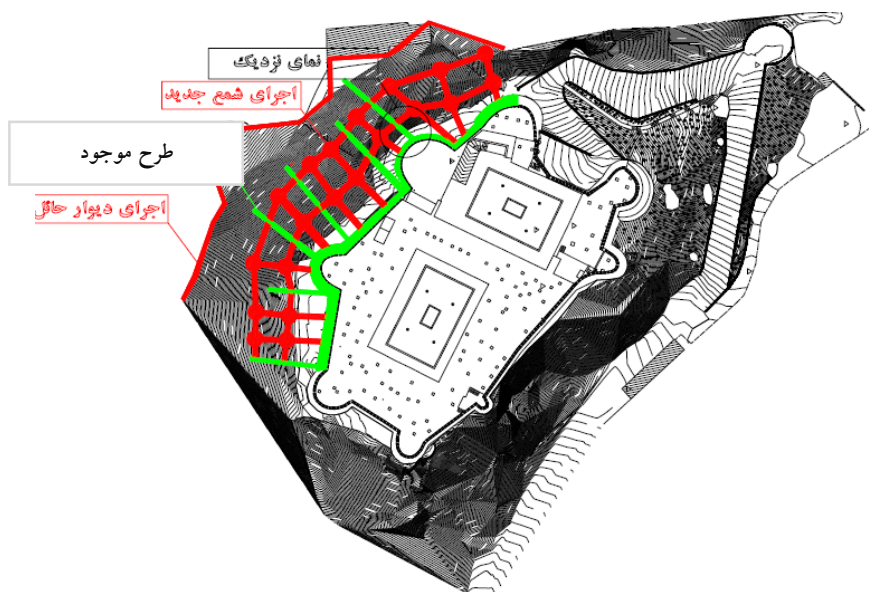 نمای نزدیک
اجرای شمع جدید
طرح موجود
اجرای دیوار حائل